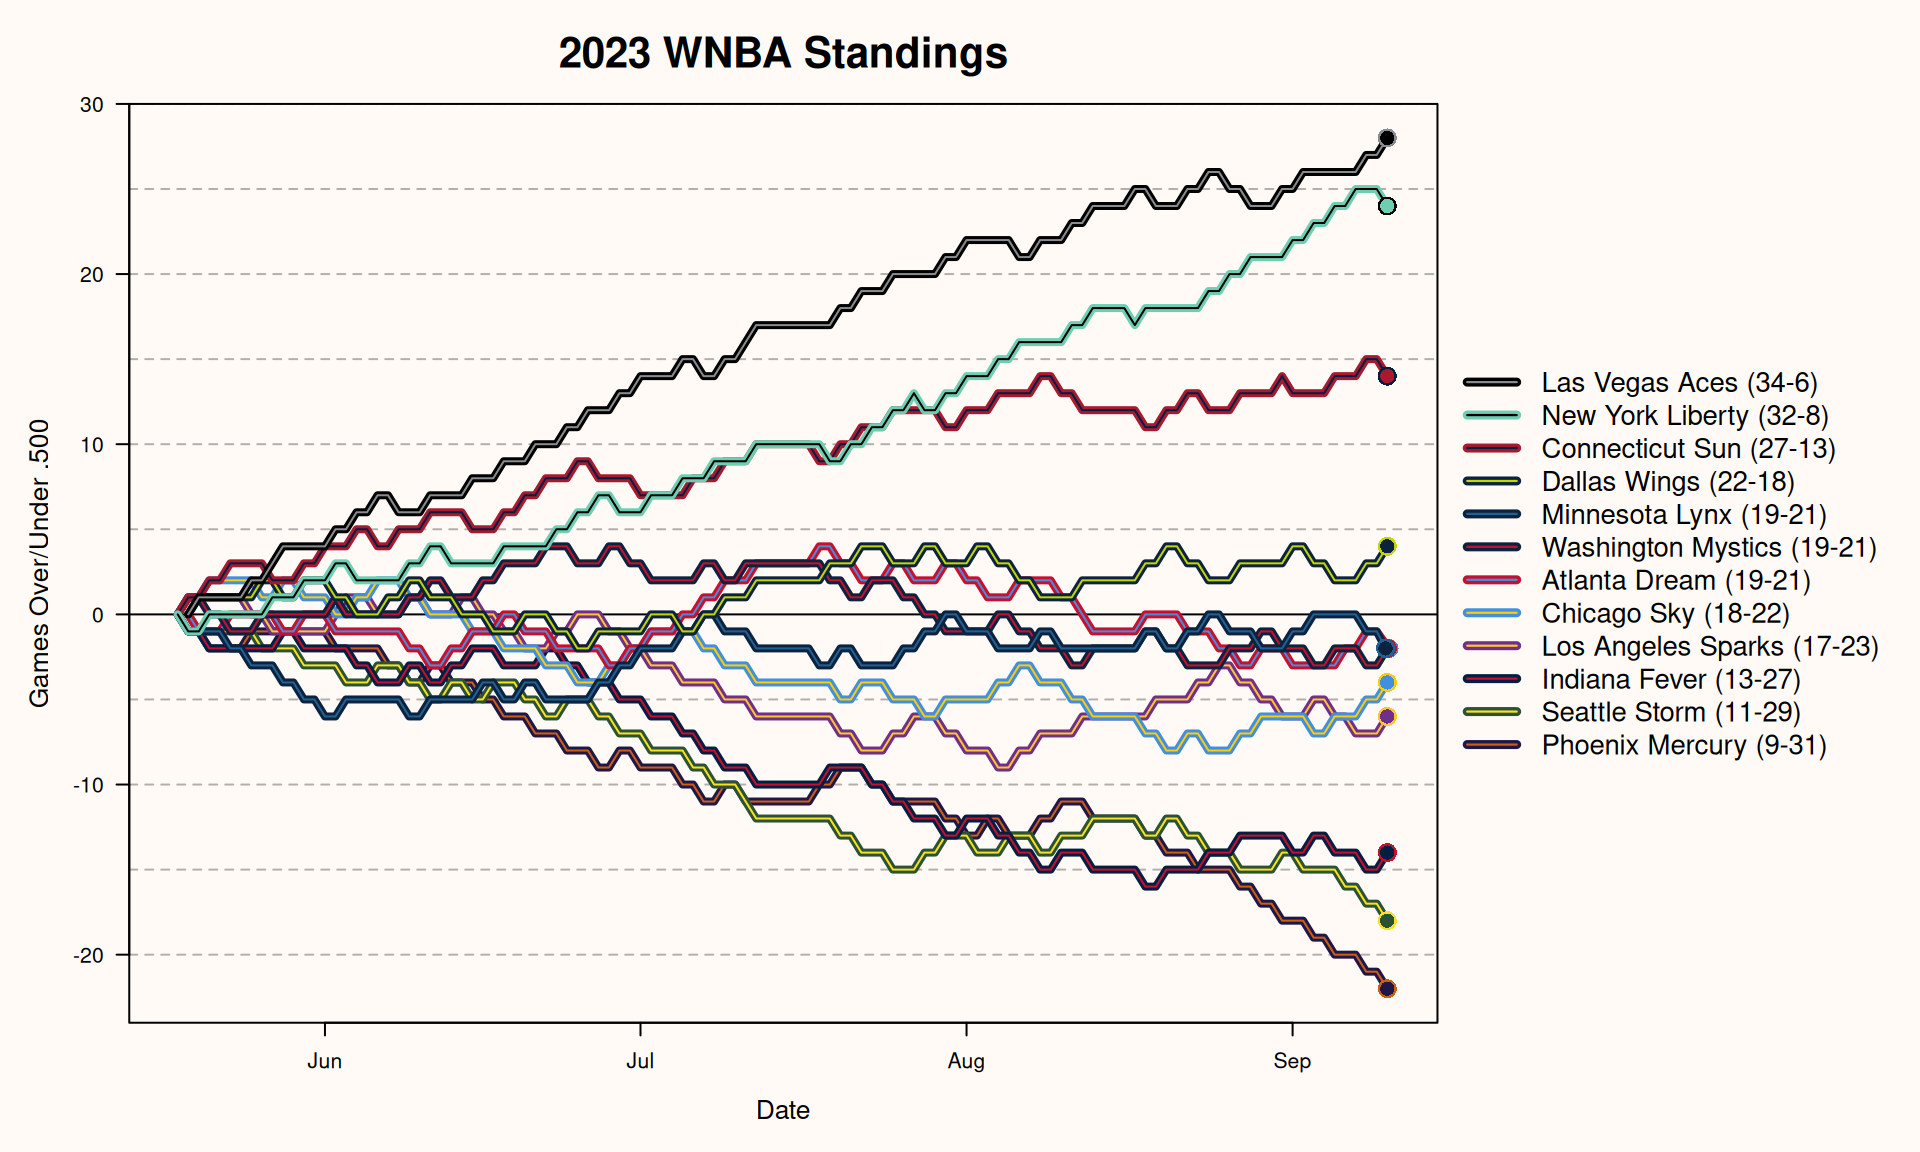 2023 WNBA Standings
Games Over/Under .500
30
20
10
0
-10
-20
Jun
Jul
Aug
Sep
Date
Las Vegas Aces (34-6)
New York Liberty (32-8)
Connecticut Sun (27-13)
Dallas Wings (22-18)
Minnesota Lynx (19-21)
Washington Mystics (19-21)
Atlanta Dream (19-21)
Chicago Sky (18-22)
Los Angeles Sparks (17-23)
Indiana Fever (13-27)
Seattle Storm (11-29)
Phoenix Mercury (9-31)